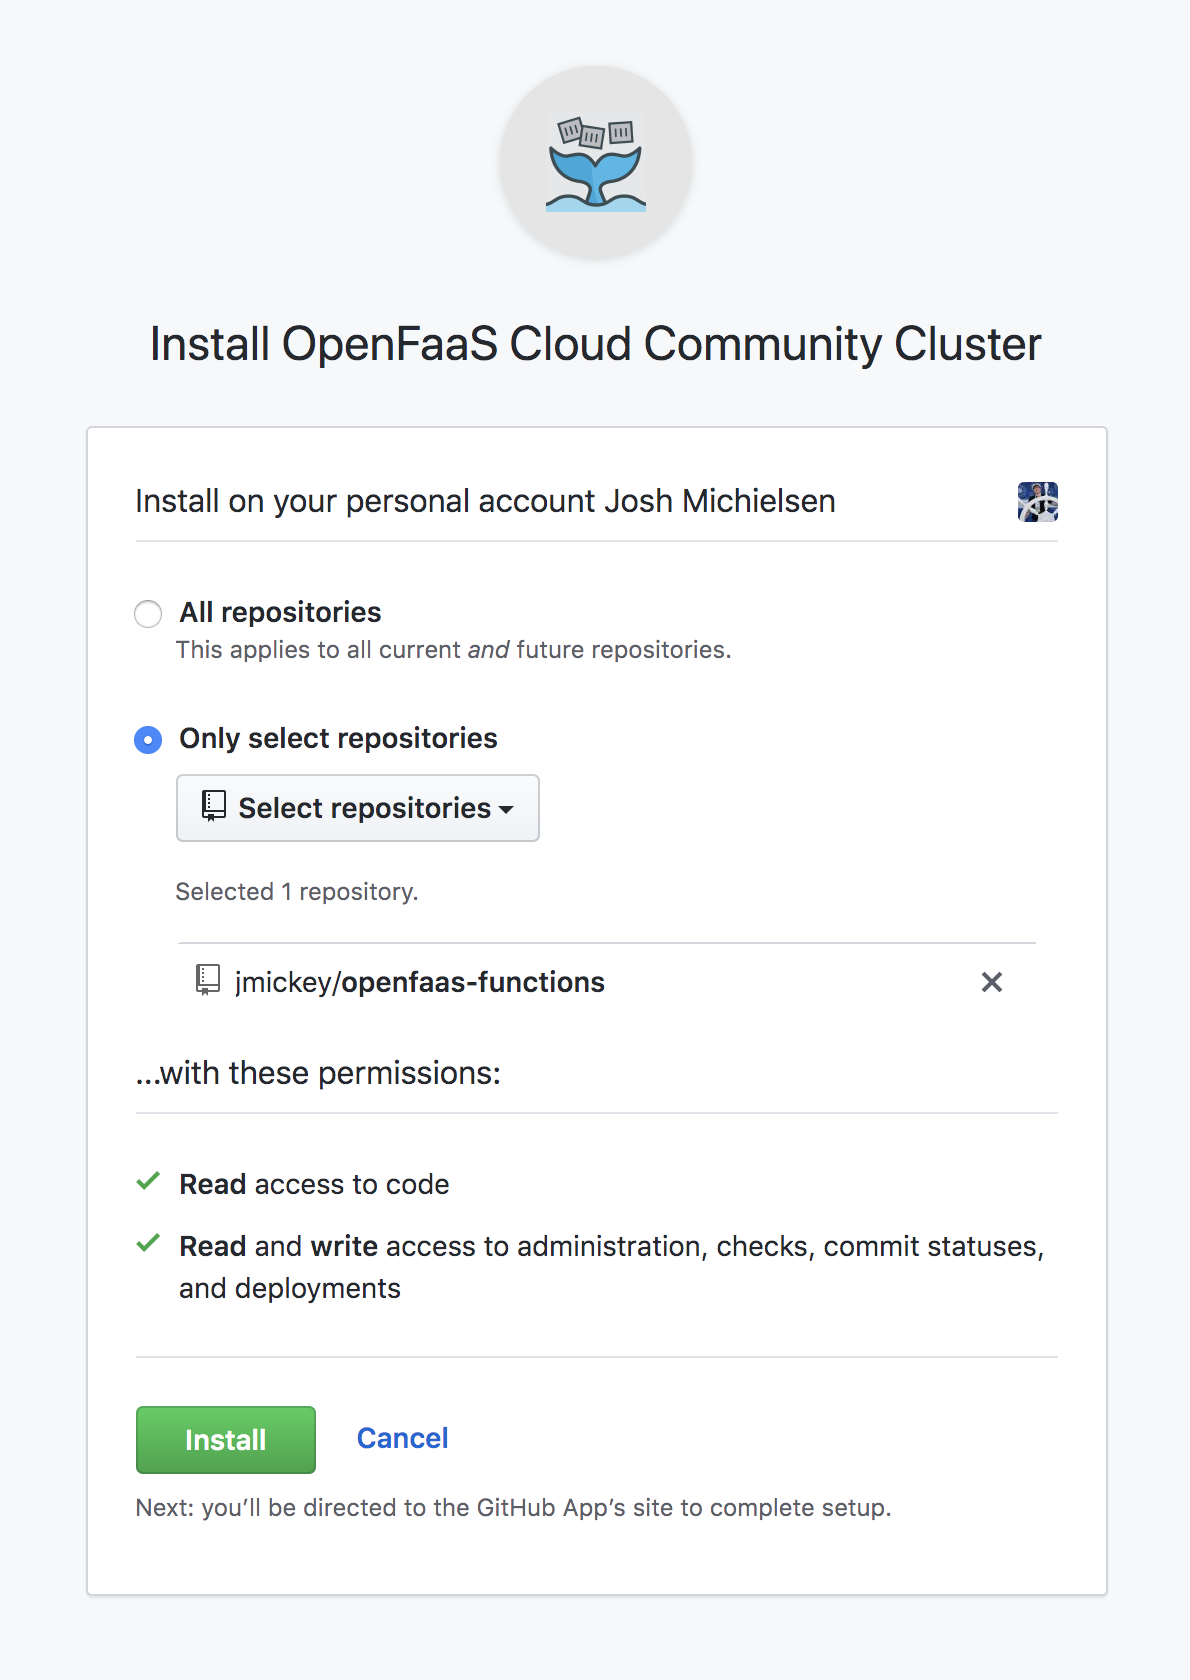 Install OpenFaaS Cloud Community Cluster
Install on your personal account Josh Michielsen
All repositories
This applies to all current and future repositories.
Only select repositories
Select repositories
Selected 1 repository.
jmickey/openfaas-functions
...with these permissions:
Read access to code
Read and write access to administration, checks, commit statuses,
and deployments
Install Cancel
Next: you’ll be directed to the GitHub App’s site to complete setup.